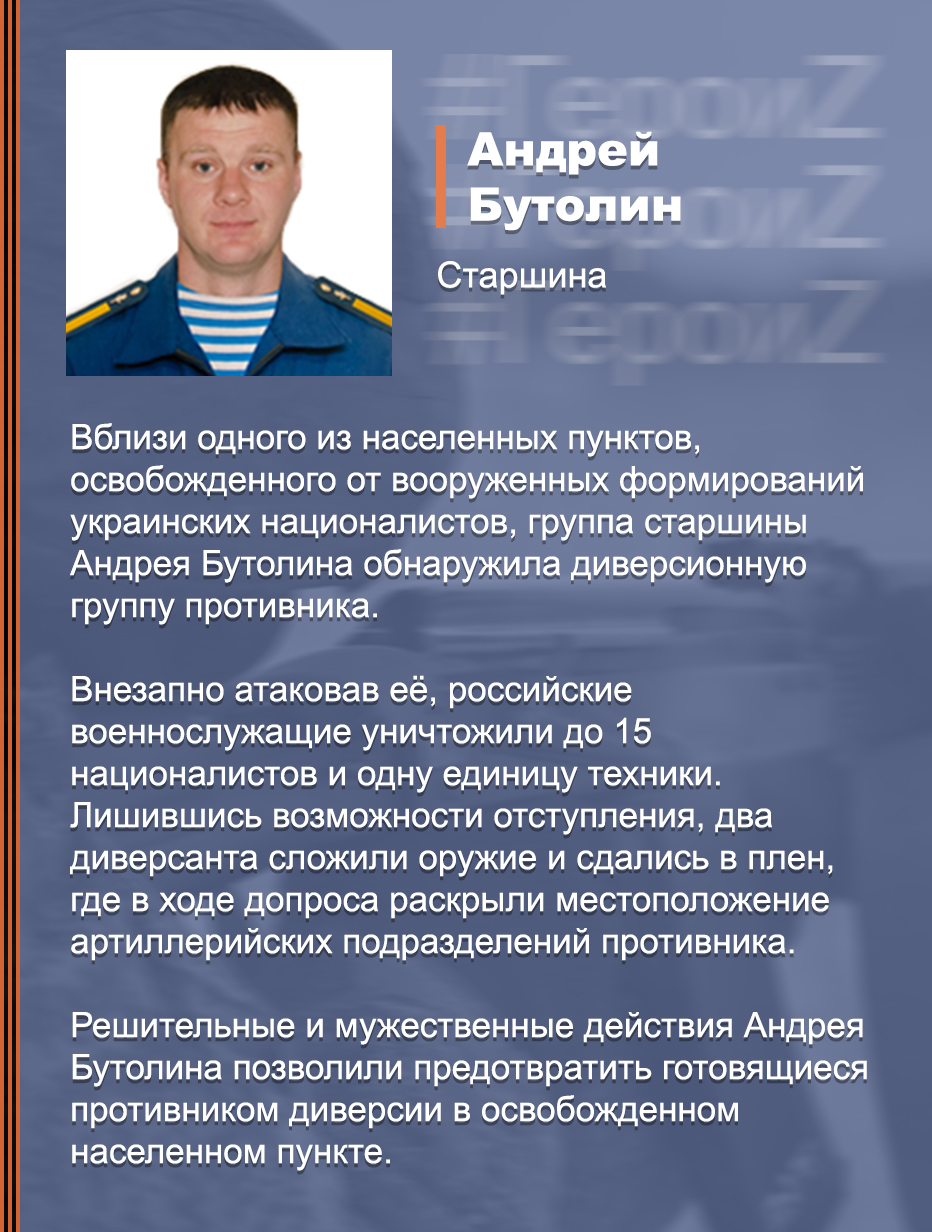 #ГероиZ
#ГероиZ
#ГероиZ
Андрей
Бутолин
Старшина
Вблизи одного из населенных пунктов,
освобожденного от вооруженных формирований
украинских националистов, группа старшины
Андрея Бутолина обнаружила диверсионную
группу противника.
Внезапно атаковав её, российские
военнослужащие уничтожили до 15
националистов и одну единицу техники.
Лишившись возможности отступления, два
диверсанта сложили оружие и сдались в плен,
где в ходе допроса раскрыли местоположение
артиллерийских подразделений противника.
Решительные и мужественные действия Андрея
Бутолина позволили предотвратить готовящиеся
противником диверсии в освобожденном
населенном пункте.